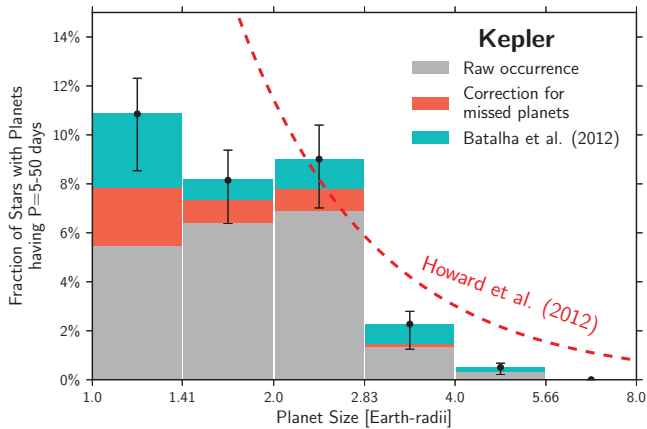 14%
12%
10%
8%
6%
4%
2%
0%
Fraction of Stars with Planets
having P=5-50 days
Kepler
Raw occurrence
Correction for
missed planets
Batalha et al. (2012)
Howard et al. (2012)
1.0 1.41 2.0 2.83 4.0 5.66 8.0
Planet Size [Earth-radii]